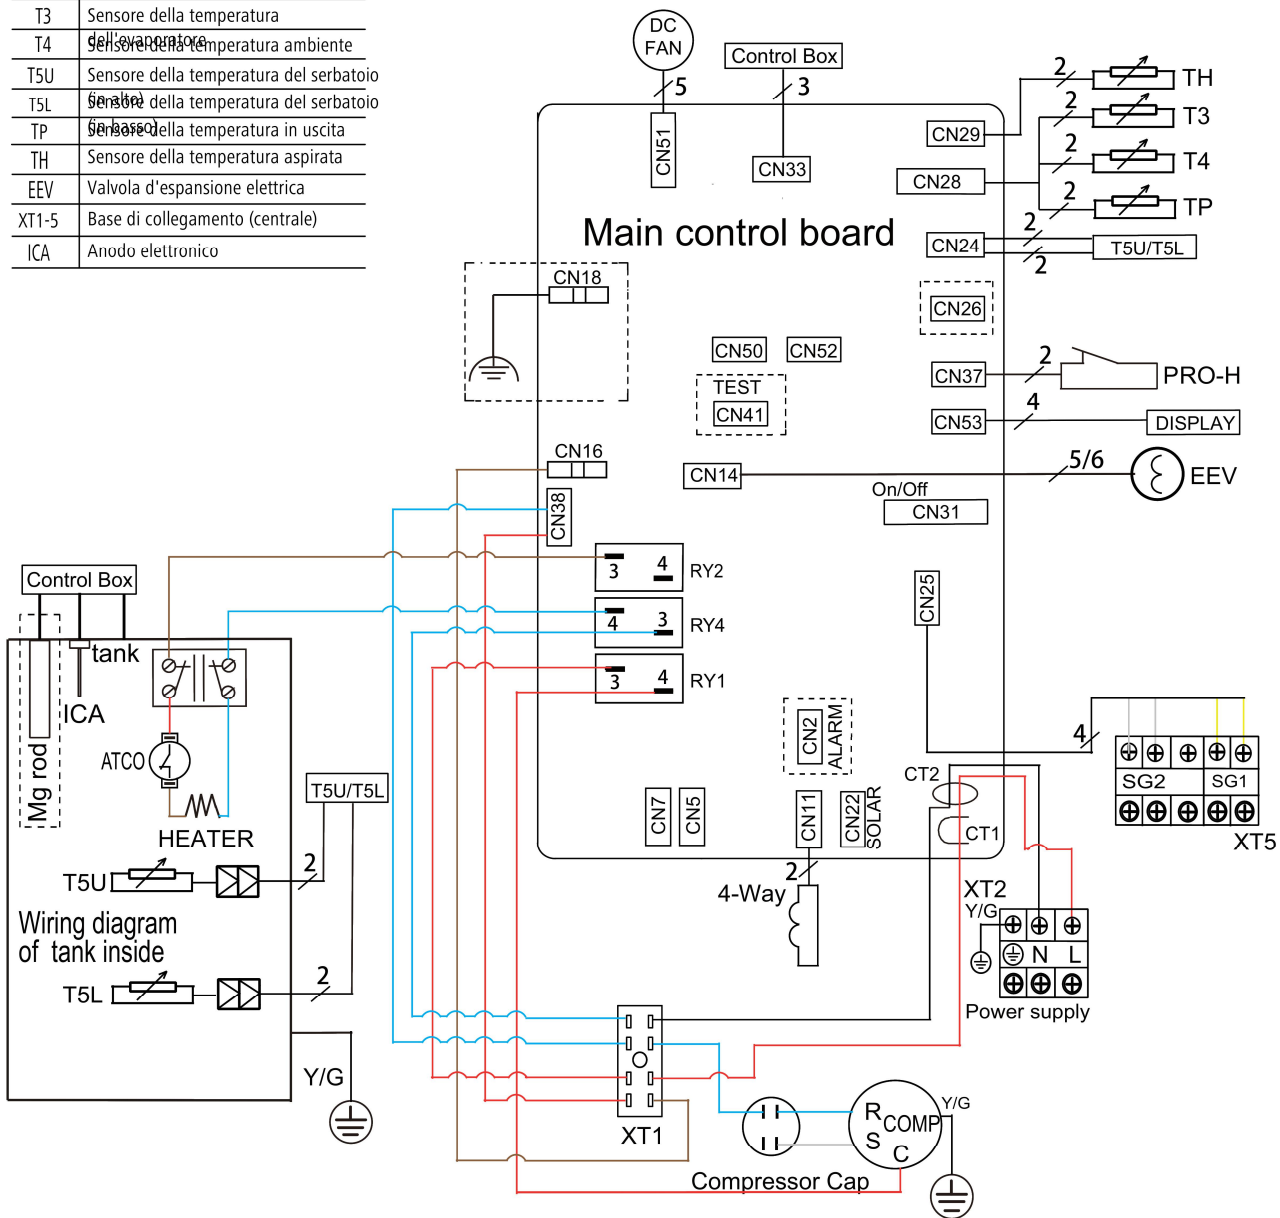 T3 Sensore della temperatura
dell'evaporatore
T4 Sensore della temperatura ambiente
T5U Sensore della temperatura del serbatoio
(in alto)
T5L Sensore della temperatura del serbatoio
(in basso)
TP Sensore della temperatura in uscita
TH Sensore della temperatura aspirata
EEV Valvola d'espansione elettrica
XT1-5 Base di collegamento (centrale)
ICA Anodo elettronico
DC
FAN
5
Control Box
3
CN51
CN33
Main control board
CN29
2
TH
2
T3
CN28
2
T4
2
TP
CN24
2
2
T5U/T5L
CN18
CN26
CN50
CN52
TEST
CN41
CN37
2
PRO-H
CN53
4
DISPLAY
CN16
CN14
5/6
EEV
CN38
On/Off
CN31
3
4
RY2
4
3
RY4
3
4
RY1
CN25
Control Box
tank
ICA
Mg rod
ATCO
HEATER
T5U/T5L
T5U
2
Wiring diagram
of tank inside
T5L
2
Y/G
CN2
ALARM
CN7
CN5
CN11
CN22
SOLAR
CT2
CT1
2
4-Way
4
SG2
SG1
XT5
XT2
Y/G
N
L
Power supply
XT1
R
S
C
COMP
Y/G
Compressor Cap